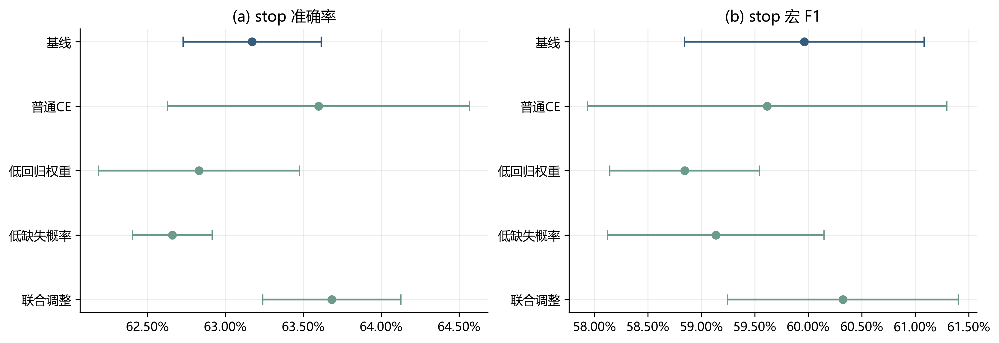 (a) stop 准确率
基线
普通CE
低回归权重
低缺失概率
联合调整
62.50% 63.00% 63.50% 64.00% 64.50%
(b) stop 宏 F1
基线
普通CE
低回归权重
低缺失概率
联合调整
58.00% 58.50% 59.00% 59.50% 60.00% 60.50% 61.00% 61.50%